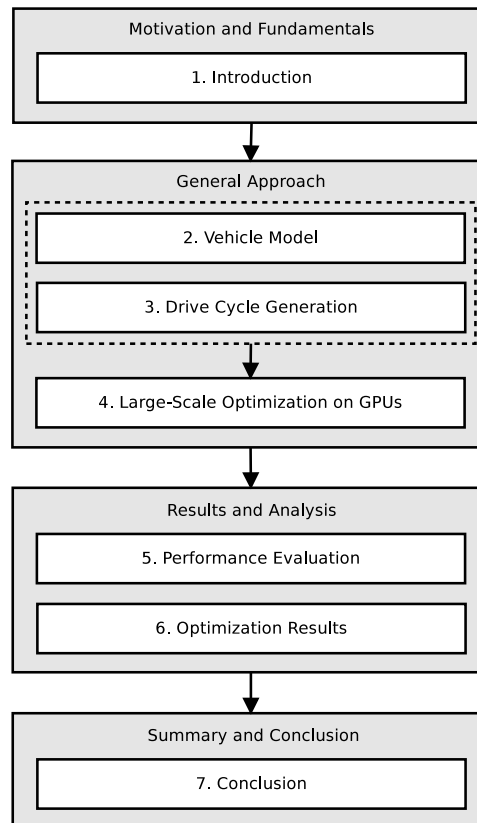 Motivation and Fundamentals
1. Introduction
General Approach
2. Vehicle Model
3. Drive Cycle Generation
4. Large-Scale Optimization on GPUs
Results and Analysis
5. Performance Evaluation
6. Optimization Results
Summary and Conclusion
7. Conclusion